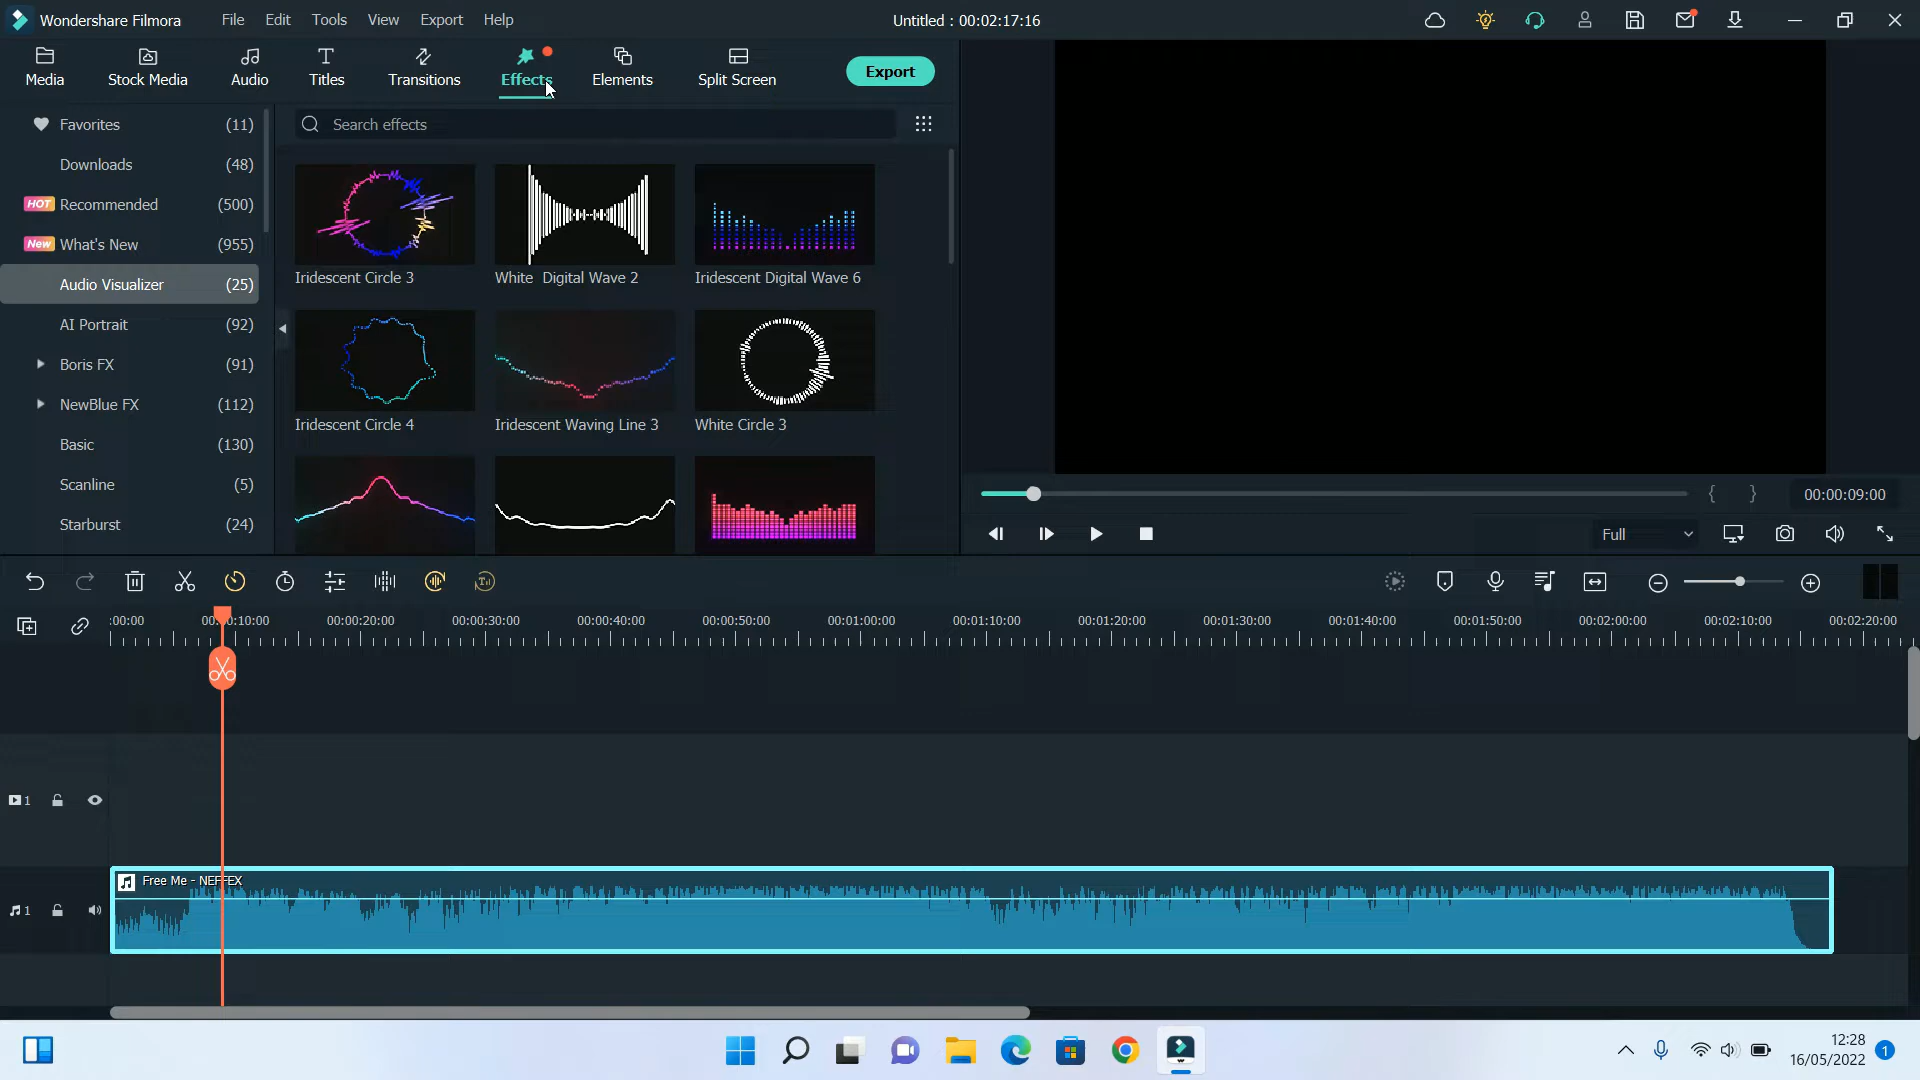 Wondershare Filmora File Edit Tools View Export Help Untitled : 00:02:17:16
Media Stock Media Audio Titles Transitions Effects Elements Split Screen Export
Favorites (11)
Downloads (48)
HOT Recommended (500)
New What's New (955)
Audio Visualizer (25)
AI Portrait (92)
Boris FX (91)
NewBlue FX (112)
Basic (130)
Scanline (5)
Starburst (24)
Search effects
Iridescent Circle 3 White Digital Wave 2 Iridescent Digital Wave 6
Iridescent Circle 4 Iridescent Waving Line 3 White Circle 3
{ } 00:00:09:00
Full
:00:00 00:00:20:00 00:00:30:00 00:00:40:00 00:00:50:00 00:01:00:00 00:01:10:00 00:01:20:00 00:01:30:00 00:01:40:00 00:01:50:00 00:02:00:00 00:02:10:00 00:02:20:00
1
Free Me - NEFFEX
1
12:28
16/05/2022
1